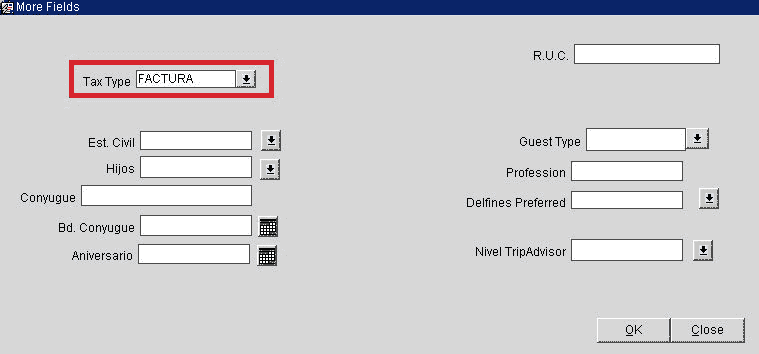 More Fields
R.U.C.
Tax Type FACTURA
Est. Civil
Guest Type
Hijos
Profession
Conyugue
Delfines Preferred
Bd. Conyugue
Aniversario
Nivel TripAdvisor
OK Close